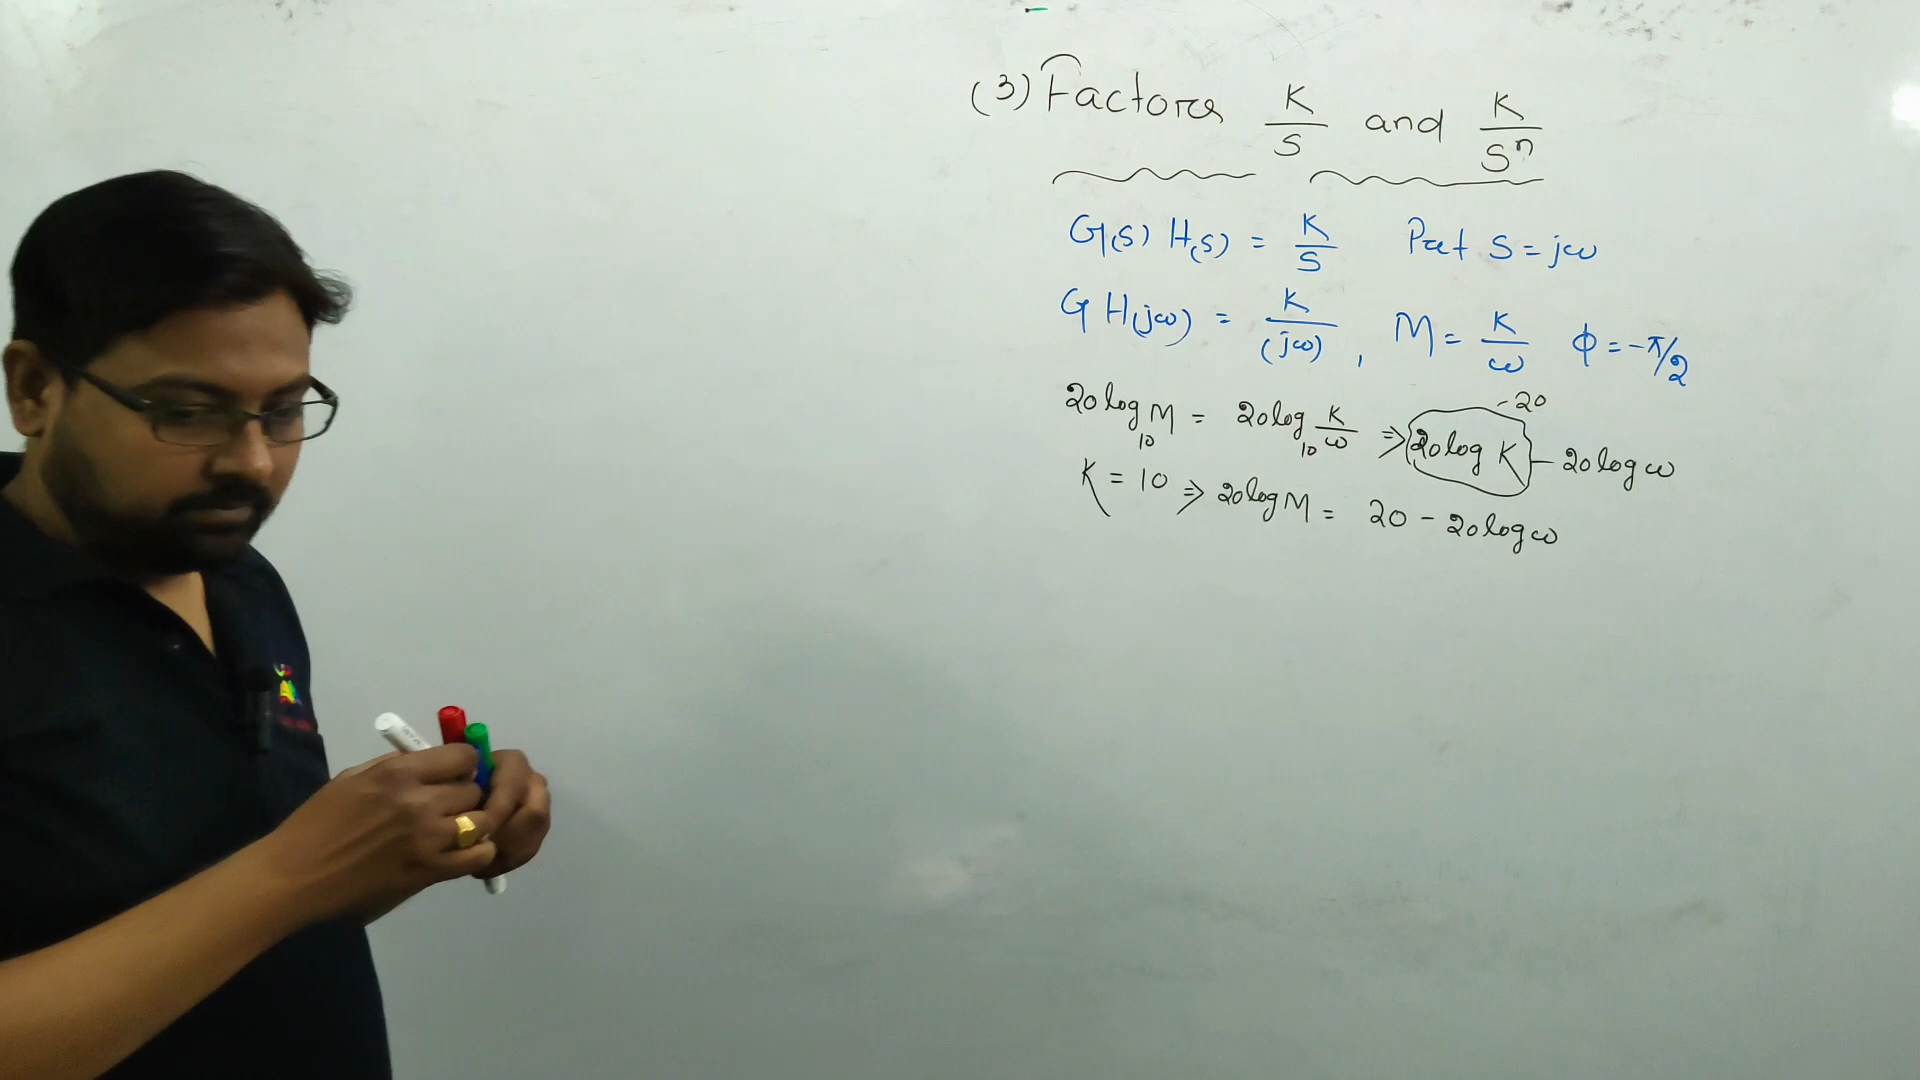 (3) Factors K/S and K/Sⁿ
G(S) H(S) = K/S Put S = jω
G H(jω) = K/(jω) , M = K/ω ϕ = -π/2
-20
20 log₁₀ M = 20 log₁₀ K/ω ⇒ 20 log K - 20 log ω
K = 10 ⇒ 20 log M = 20 - 20 log ω